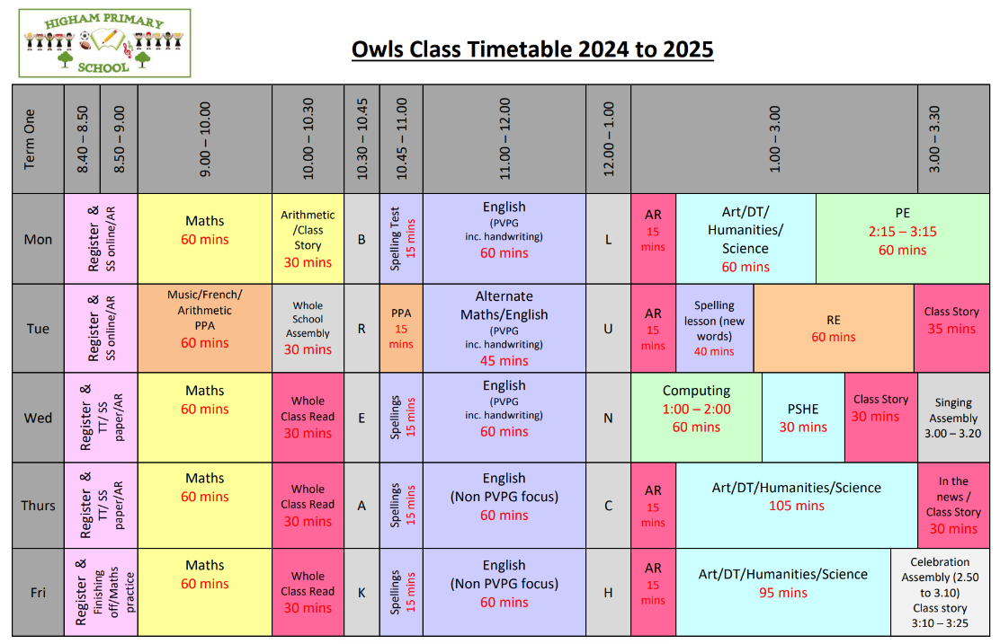 HIGHAM PRIMARY
SCHOOL
Owls Class Timetable 2024 to 2025
Term One
8.40 – 8.50
8.50 – 9.00
9.00 – 10.00
10.00 – 10.30
10.30 – 10.45
10.45 – 11.00
11.00 – 12.00
12.00 – 1.00
1.00 – 3.00
3.00 – 3.30
Mon
Register &
SS online/AR
Maths
60 mins
Arithmetic
/Class
Story
30 mins
B
Spelling Test
15 mins
English
(PVPG
inc. handwriting)
60 mins
L
AR
15
mins
Art/DT/
Humanities/
Science
60 mins
PE
2:15 – 3:15
60 mins
Tue
Register &
SS online/AR
Music/French/
Arithmetic
PPA
60 mins
Whole
School
Assembly
30 mins
R
PPA
15
mins
Alternate
Maths/English
(PVPG
inc. handwriting)
45 mins
U
AR
15
mins
Spelling
lesson (new
words)
40 mins
RE
60 mins
Class Story
35 mins
Wed
Register &
TT/ SS
paper/AR
Maths
60 mins
Whole
Class Read
30 mins
E
Spellings
15 mins
English
(PVPG
inc. handwriting)
60 mins
N
Computing
1:00 – 2:00
60 mins
PSHE
30 mins
Class Story
30 mins
Singing
Assembly
3.00 – 3.20
Thurs
Register &
TT/ SS
paper/AR
Maths
60 mins
Whole
Class Read
30 mins
A
Spellings
15 mins
English
(Non PVPG focus)
60 mins
C
AR
15
mins
Art/DT/Humanities/Science
105 mins
In the
news /
Class Story
30 mins
Fri
Register &
Finishing
off/Maths
practice
Maths
60 mins
Whole
Class Read
30 mins
K
Spellings
15 mins
English
(Non PVPG focus)
60 mins
H
AR
15
mins
Art/DT/Humanities/Science
95 mins
Celebration
Assembly (2.50
to 3.10)
Class story
3:10 – 3:25